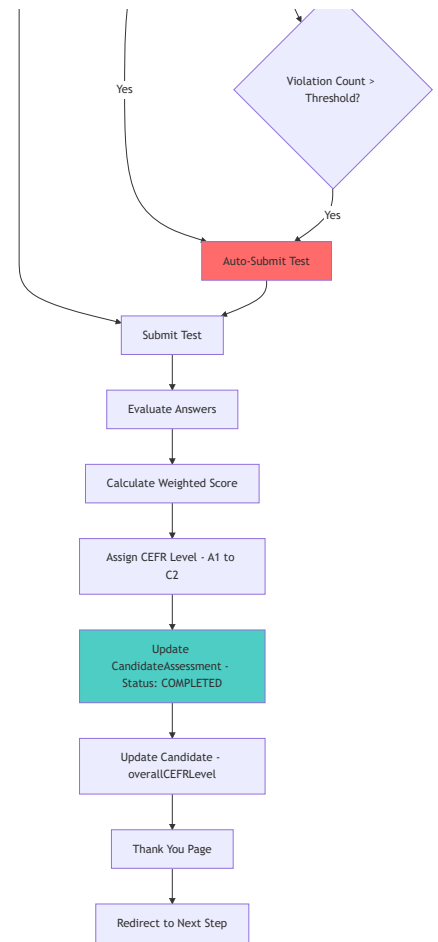 Violation Count >
Threshold?
Yes
Yes
Auto-Submit Test
Submit Test
Evaluate Answers
Calculate Weighted Score
Assign CEFR Level - A1 to
C2
Update
CandidateAssessment -
Status: COMPLETED
Update Candidate -
overallCEFRLevel
Thank You Page
Redirect to Next Step